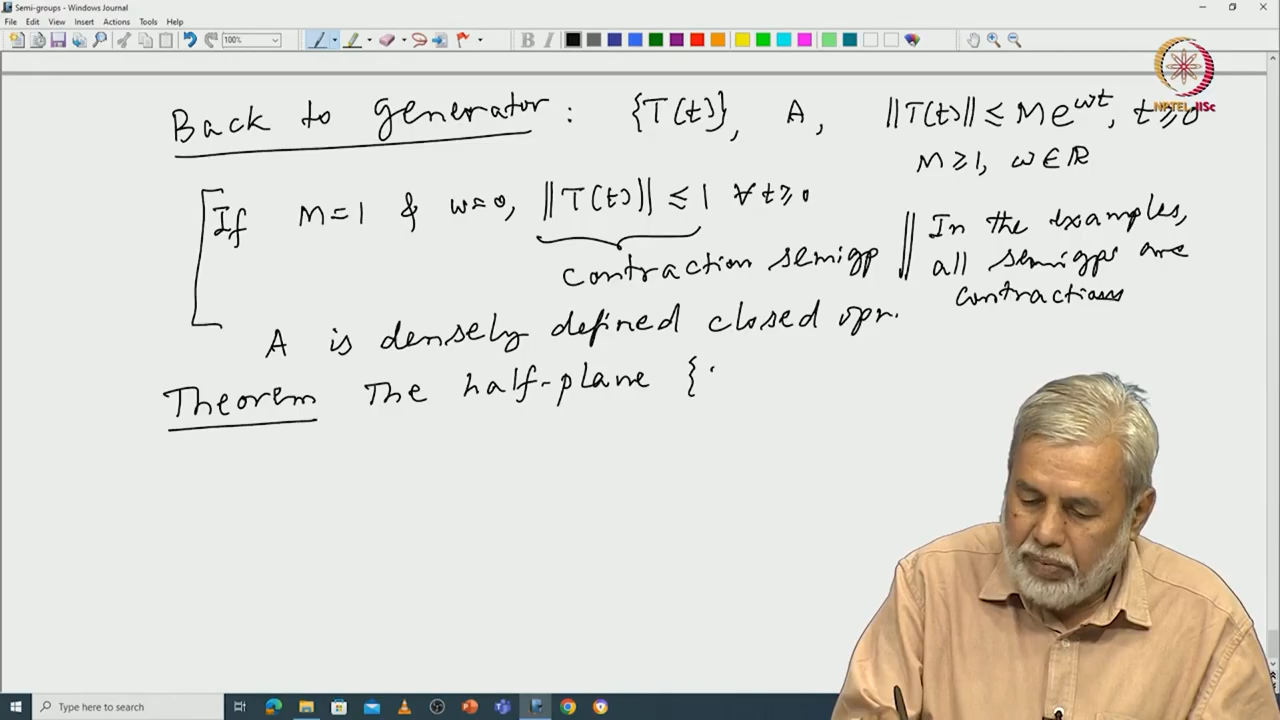 Semi-groups - Windows Journal
File Edit View Insert Actions Tools Help
100%
B I
NPTEL IISc
Back to generator : {T(t)}, A, ||T(t)|| ≤ Me^{ωt}, t ≥ 0
M ≥ 1, ω ∈ ℝ
If M = 1 & ω = 0, ||T(t)|| ≤ 1 ∀ t ≥ 0
contraction semigp
In the examples,
all semigps are
contractions
A is densely defined closed opr.
Theorem The half-plane {
Type here to search